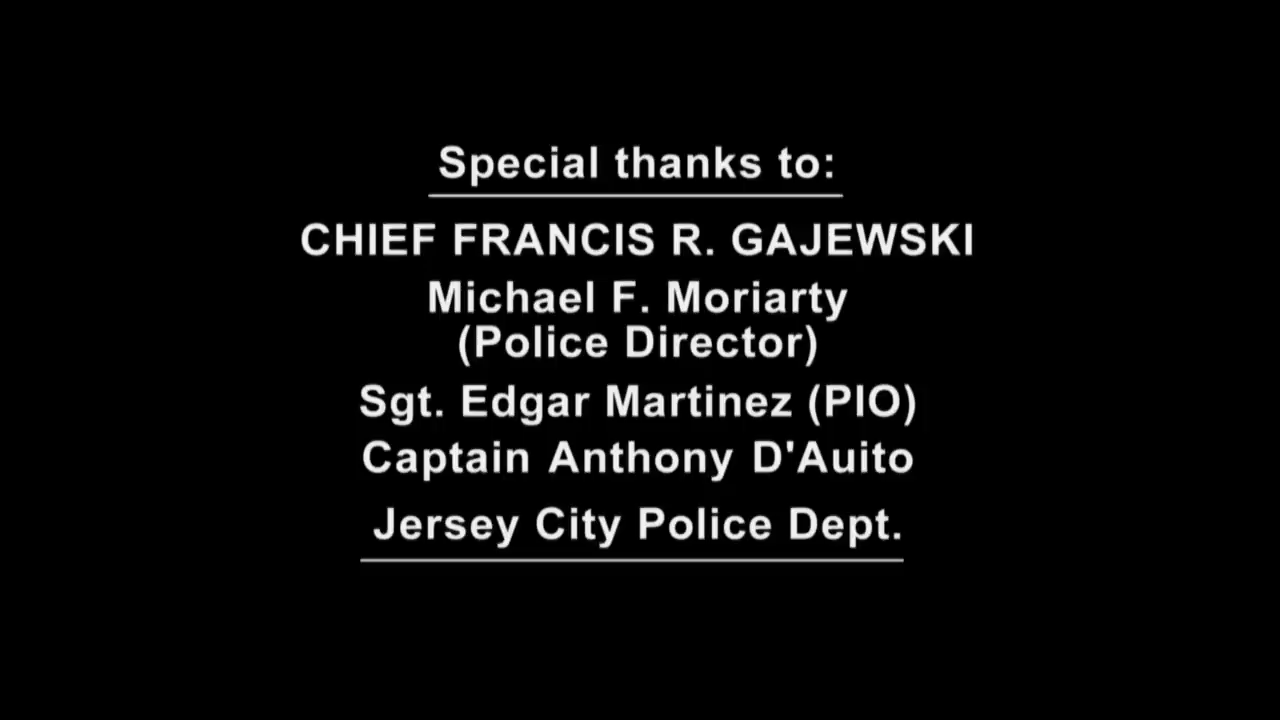 Special thanks to:
CHIEF FRANCIS R. GAJEWSKI
Michael F. Moriarty
(Police Director)
Sgt. Edgar Martinez (PIO)
Captain Anthony D'Auito
Jersey City Police Dept.